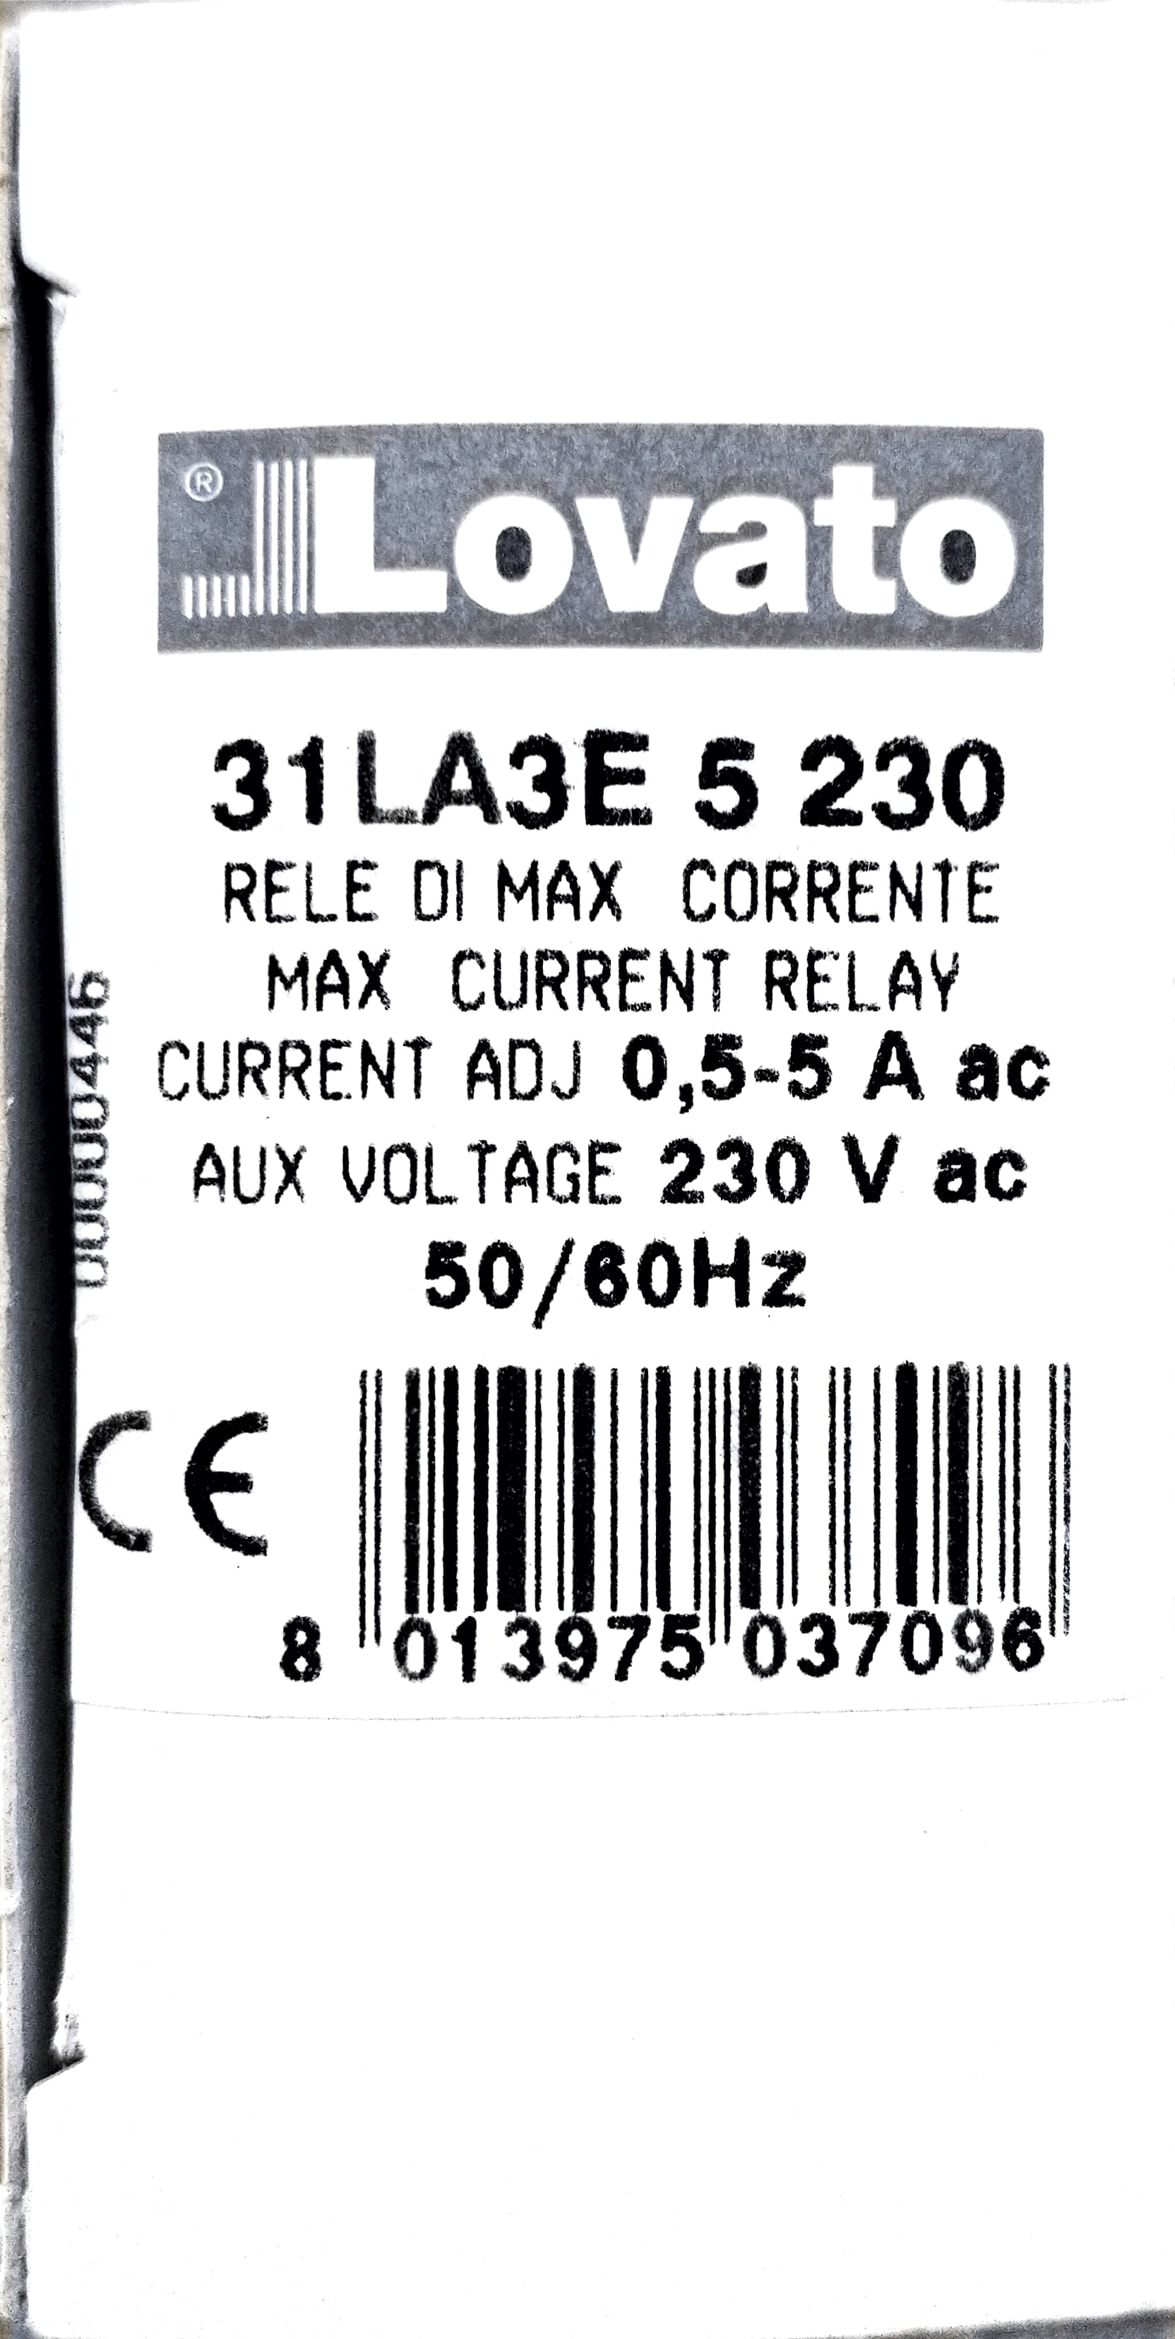 ® Lovato
31LA3E 5 230
RELE DI MAX CORRENTE
MAX CURRENT RELAY
CURRENT ADJ 0,5-5 A ac
AUX VOLTAGE 230 V ac
50/60Hz
00000446
CE
8 013975 037096